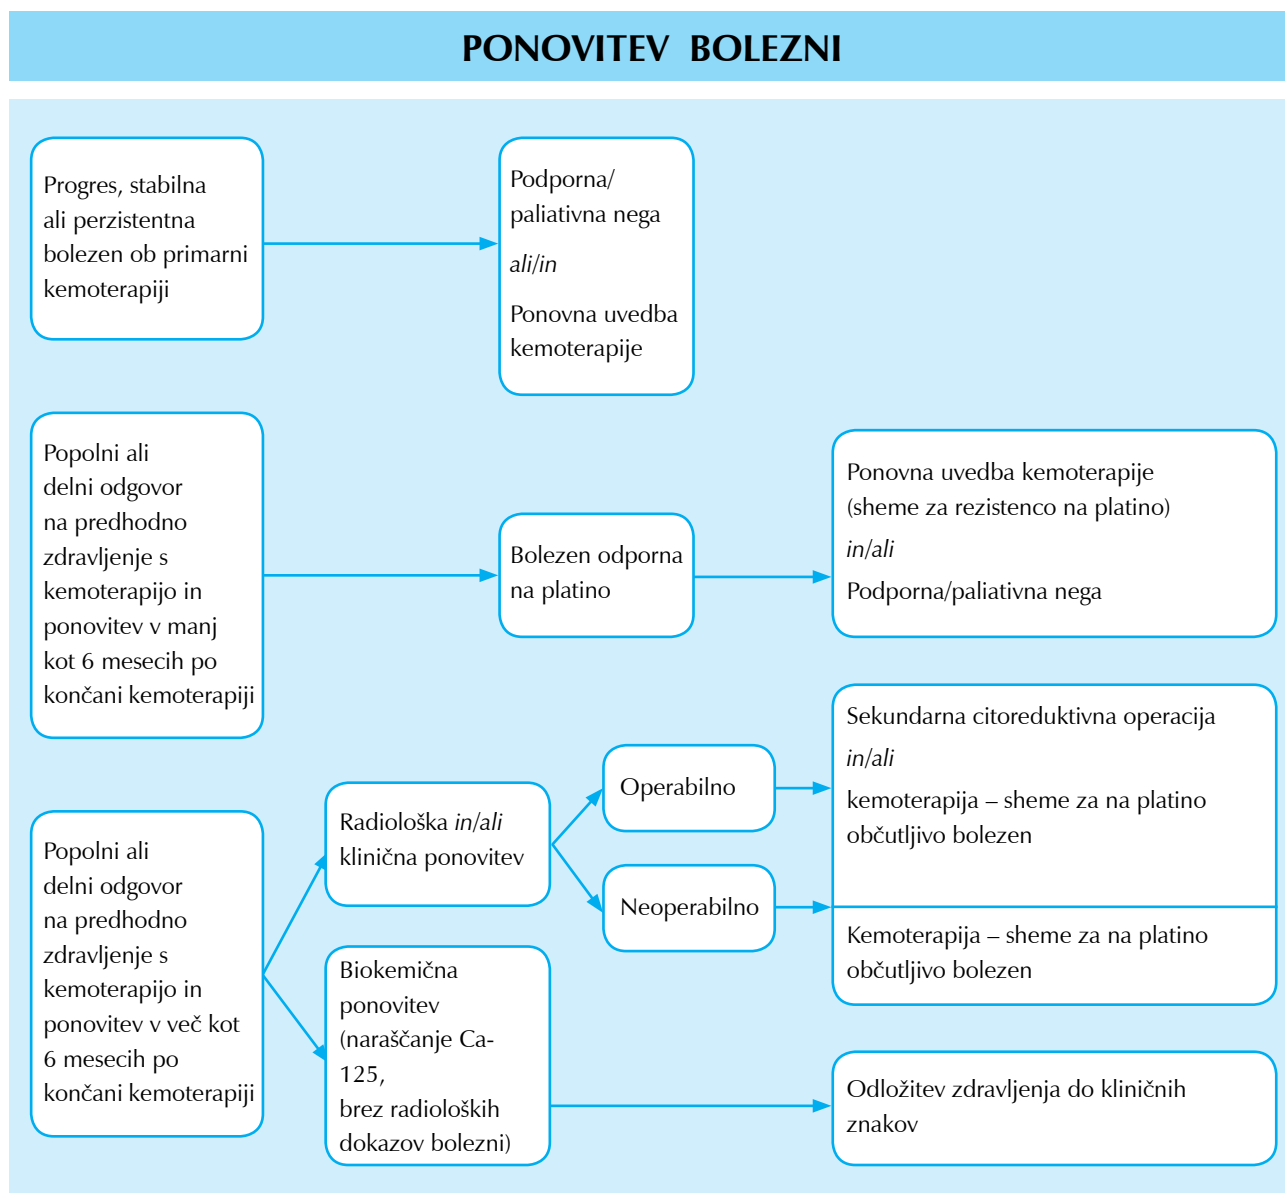 PONOVITEV BOLEZNI
Progres, stabilna
ali perzistentna
bolezen ob primarni
kemoterapiji
Podporna/
paliativna nega
ali/in
Ponovna uvedba
kemoterapije
Popolni ali
delni odgovor
na predhodno
zdravljenje s
kemoterapijo in
ponovitev v manj
kot 6 mesecih po
končani kemoterapiji
Bolezen odporna
na platino
Ponovna uvedba kemoterapije
(sheme za rezistenco na platino)
in/ali
Podporna/paliativna nega
Popolni ali
delni odgovor
na predhodno
zdravljenje s
kemoterapijo in
ponovitev v več kot
6 mesecih po
končani kemoterapiji
Radiološka in/ali
klinična ponovitev
Operabilno
Sekundarna citoreduktivna operacija
in/ali
kemoterapija – sheme za na platino
občutljivo bolezen
Neoperabilno
Kemoterapija – sheme za na platino
občutljivo bolezen
Biokemična
ponovitev
(naraščanje Ca-
125,
brez radioloških
dokazov bolezni)
Odložitev zdravljenja do kliničnih
znakov